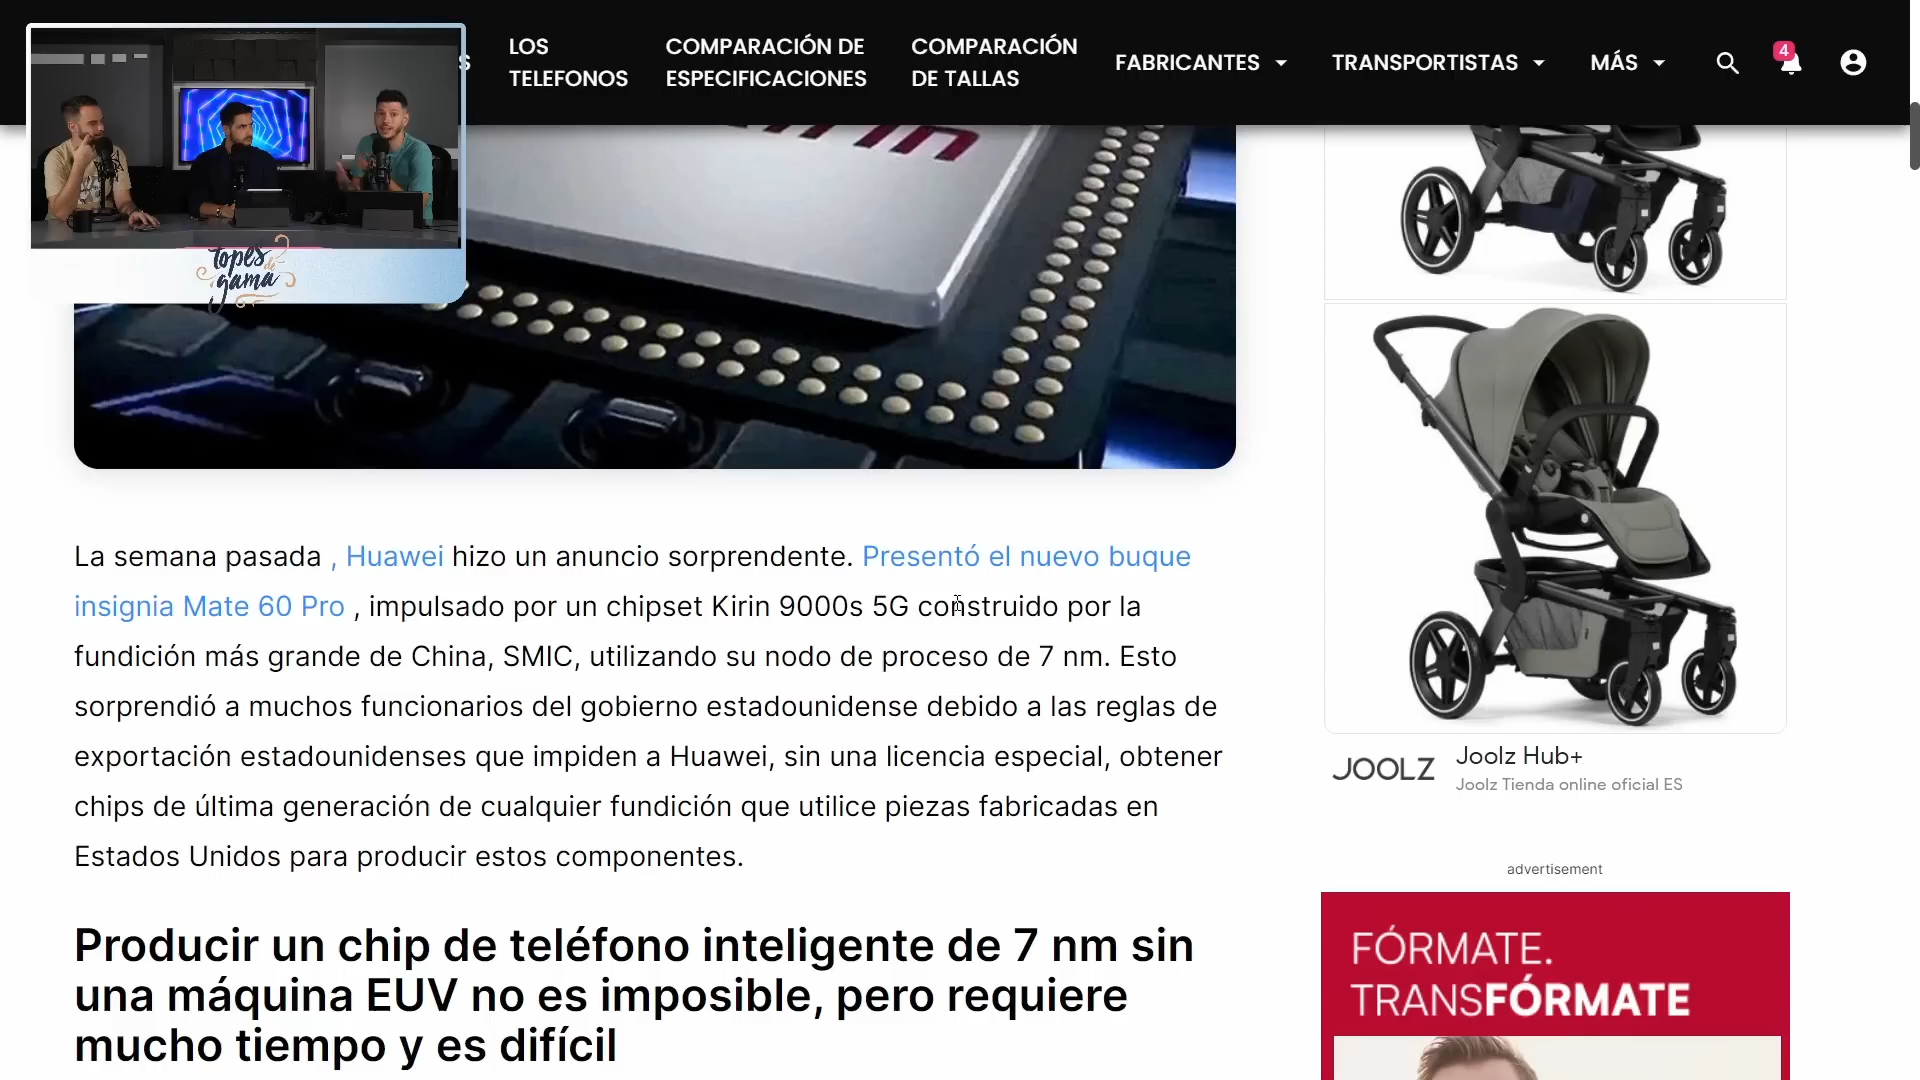 S
LOS
TELEFONOS
COMPARACIÓN DE
ESPECIFICACIONES
COMPARACIÓN
DE TALLAS
FABRICANTES
TRANSPORTISTAS
MÁS
4
topes
de
gama
La semana pasada , Huawei hizo un anuncio sorprendente. Presentó el nuevo buque
insignia Mate 60 Pro , impulsado por un chipset Kirin 9000s 5G construido por la
fundición más grande de China, SMIC, utilizando su nodo de proceso de 7 nm. Esto
sorprendió a muchos funcionarios del gobierno estadounidense debido a las reglas de
exportación estadounidenses que impiden a Huawei, sin una licencia especial, obtener
chips de última generación de cualquier fundición que utilice piezas fabricadas en
Estados Unidos para producir estos componentes.
Producir un chip de teléfono inteligente de 7 nm sin
una máquina EUV no es imposible, pero requiere
mucho tiempo y es difícil
JOOLZ
Joolz Hub+
Joolz Tienda online oficial ES
advertisement
FÓRMATE.
TRANSFÓRMATE